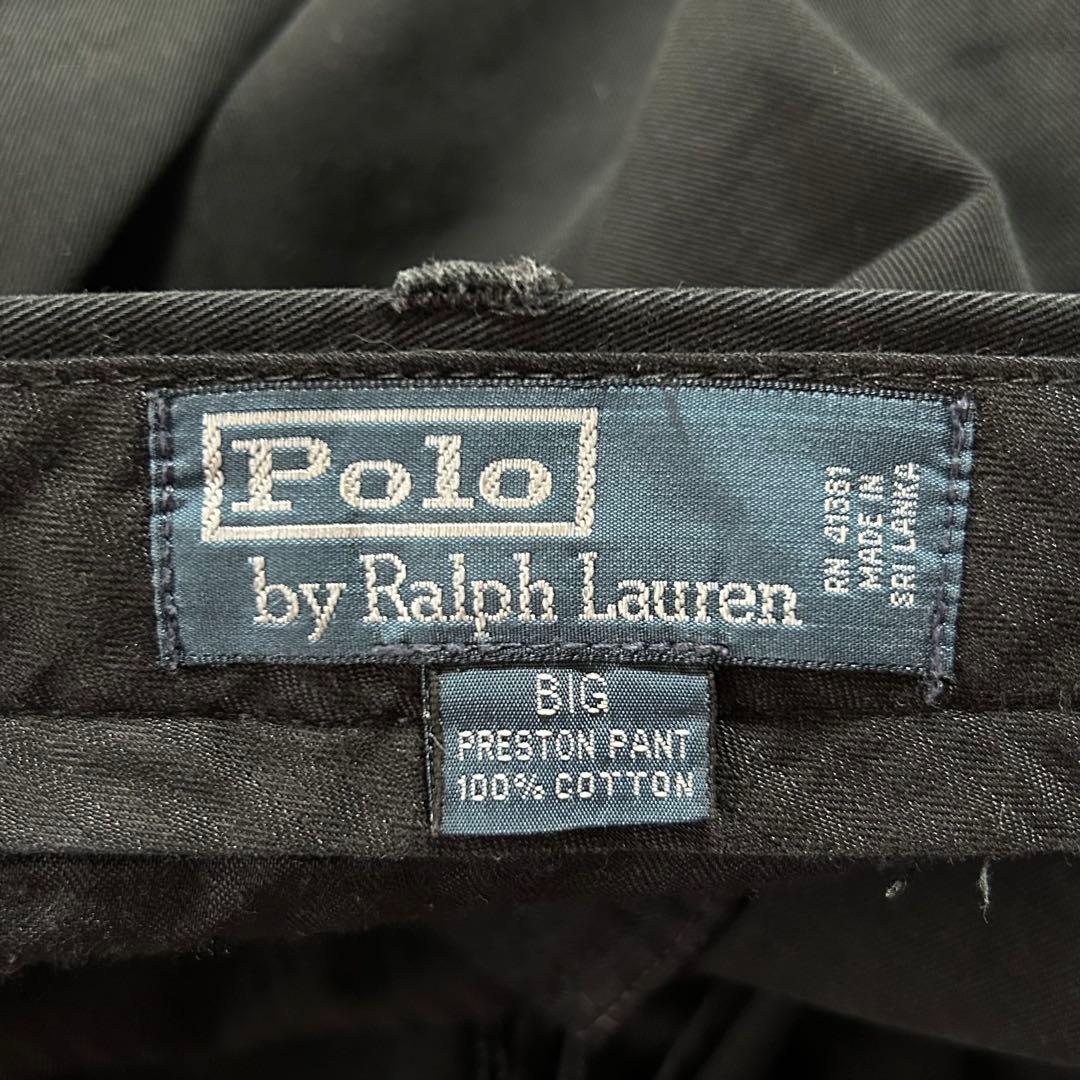 Polo
by Ralph Lauren
RN 41381
MADE IN
SRI LANKA
BIG
PRESTON PANT
100% COTTON